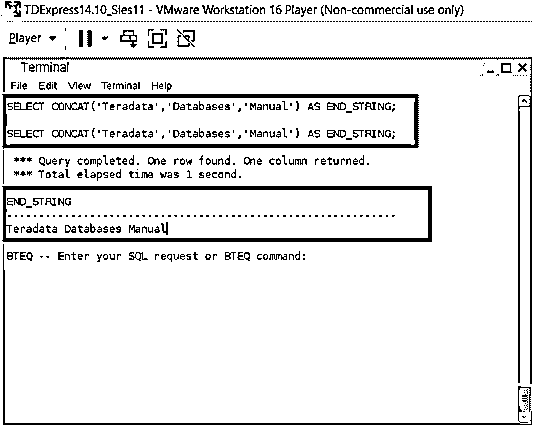 TDExpress14.10_Sles11 - VMware Workstation 16 Player (Non-commercial use only)
Player
Terminal
File Edit View Terminal Help
SELECT CONCAT('Teradata','Databases','Manual') AS END_STRING;
SELECT CONCAT('Teradata','Databases','Manual') AS END_STRING;
*** Query completed. One row found. One column returned.
*** Total elapsed time was 1 second.
END_STRING
------------------------------------------------------------
Teradata Databases Manual
BTEQ -- Enter your SQL request or BTEQ command: